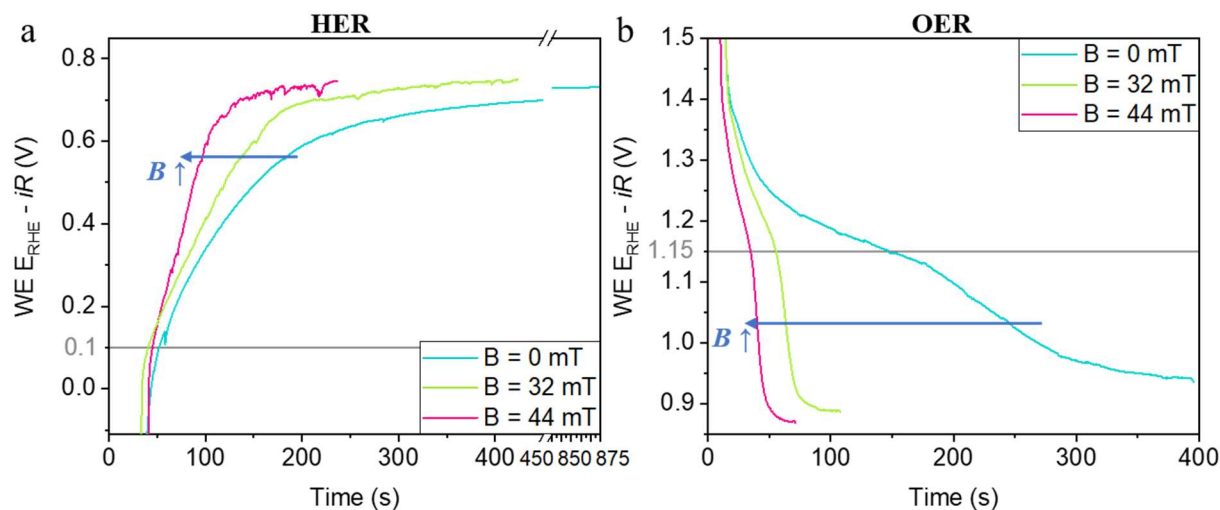 a
HER
WE E_RHE - iR (V)
0.8
0.6
0.4
0.2
0.1
0.0
B ↑
B = 0 mT
B = 32 mT
B = 44 mT
0 100 200 300 400 450 850 875
Time (s)
b
OER
WE E_RHE - iR (V)
1.5
1.4
1.3
1.2
1.15
1.1
1.0
0.9
B ↑
B = 0 mT
B = 32 mT
B = 44 mT
0 100 200 300 400
Time (s)